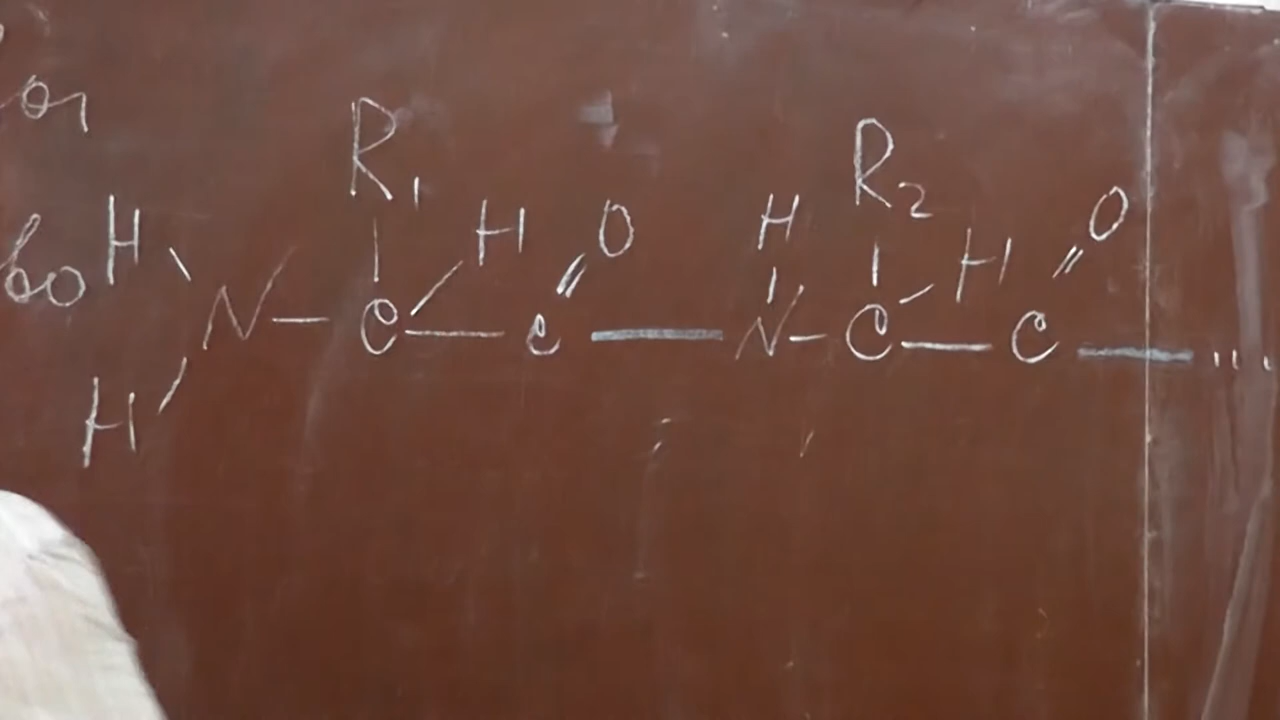 R₁ R₂
H H O H H O
N — C — C — N — C — C — ...
H